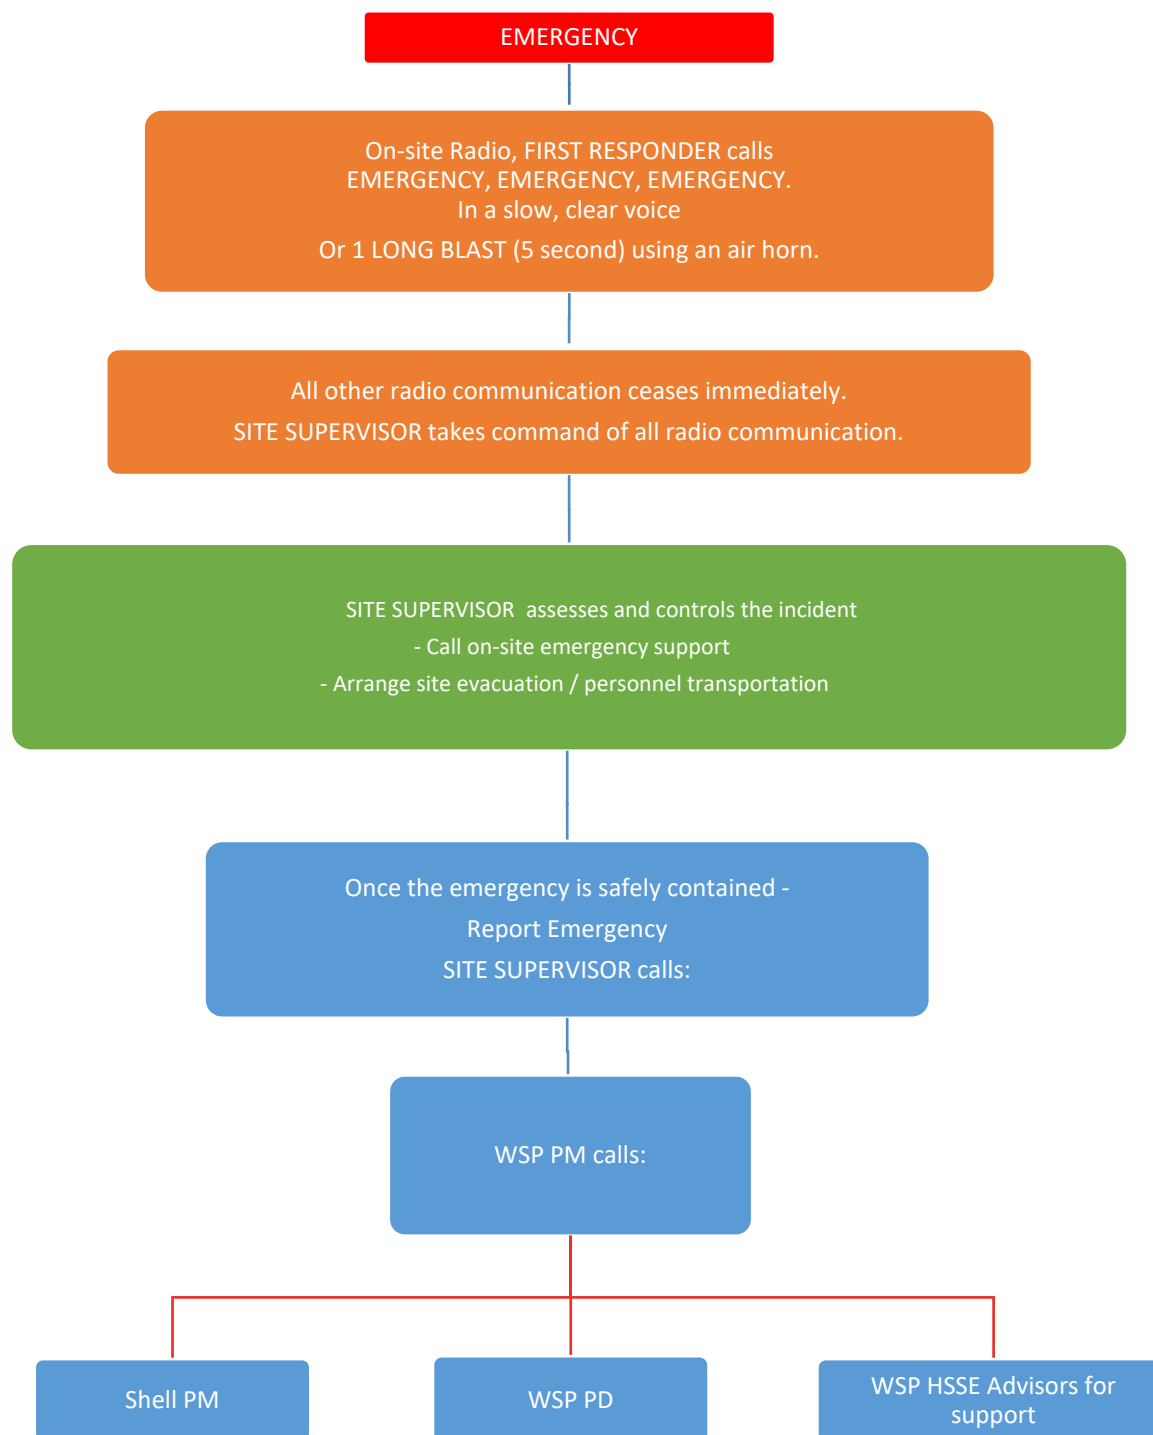 EMERGENCY
On-site Radio, FIRST RESPONDER calls
EMERGENCY, EMERGENCY, EMERGENCY.
In a slow, clear voice
Or 1 LONG BLAST (5 second) using an air horn.
All other radio communication ceases immediately.
SITE SUPERVISOR takes command of all radio communication.
SITE SUPERVISOR  assesses and controls the incident
- Call on-site emergency support
- Arrange site evacuation / personnel transportation
Once the emergency is safely contained -
Report Emergency
SITE SUPERVISOR calls:
WSP PM calls:
Shell PM
WSP PD
WSP HSSE Advisors for
support